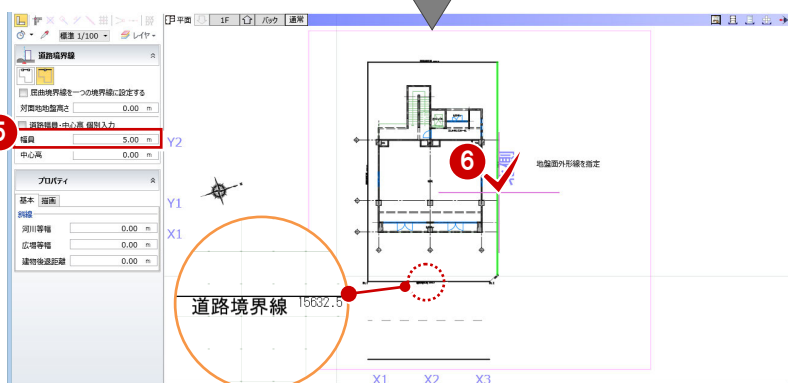 平面 1F バック 通常
標準 1/100 レイヤ
道路境界線
屈曲境界線を一つの境界線に設定する
対面地地盤高さ 0.00 m
道路幅員・中心高 個別入力
5
幅員 5.00 m
中心高 0.00 m
プロパティ
基本 描画
斜線
河川等幅 0.00 m
広場等幅 0.00 m
建物後退距離 0.00 m
Y2
Y1
X1
6
地盤面外形線を指定
道路境界線 15632.5
X1 X2 X3